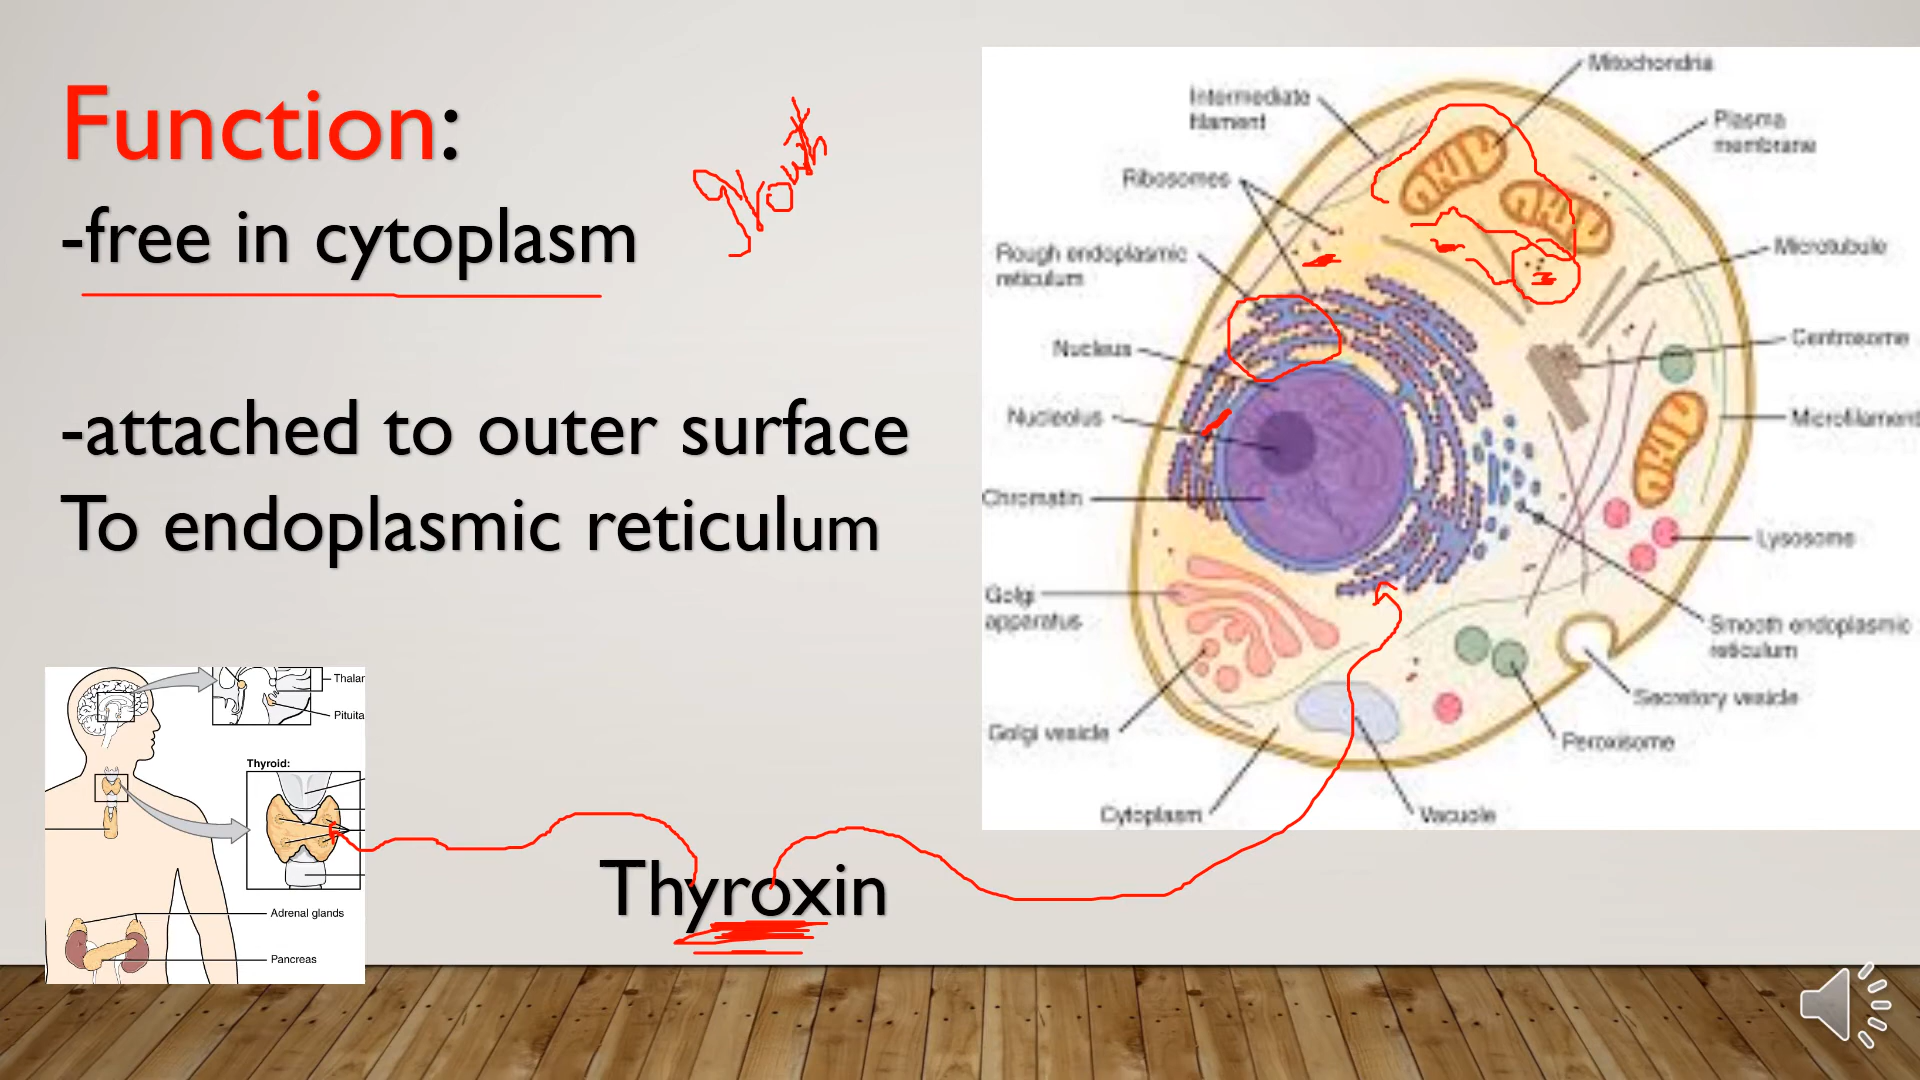 Function:
-free in cytoplasm
-attached to outer surface
To endoplasmic reticulum
Thyroxin
Mitochondria
Intermediate
filament
Plasma
membrane
Ribosomes
Rough endoplasmic
reticulum
Microtubule
Nucleus
Centrosome
Nucleolus
Microfilament
Chromatin
Lysosome
Golgi
apparatus
Smooth endoplasmic
reticulum
Secretory vesicle
Golgi vesicle
Peroxisome
Cytoplasm
Vacuole
Thalar
Pituita
Thyroid:
Adrenal glands
Pancreas